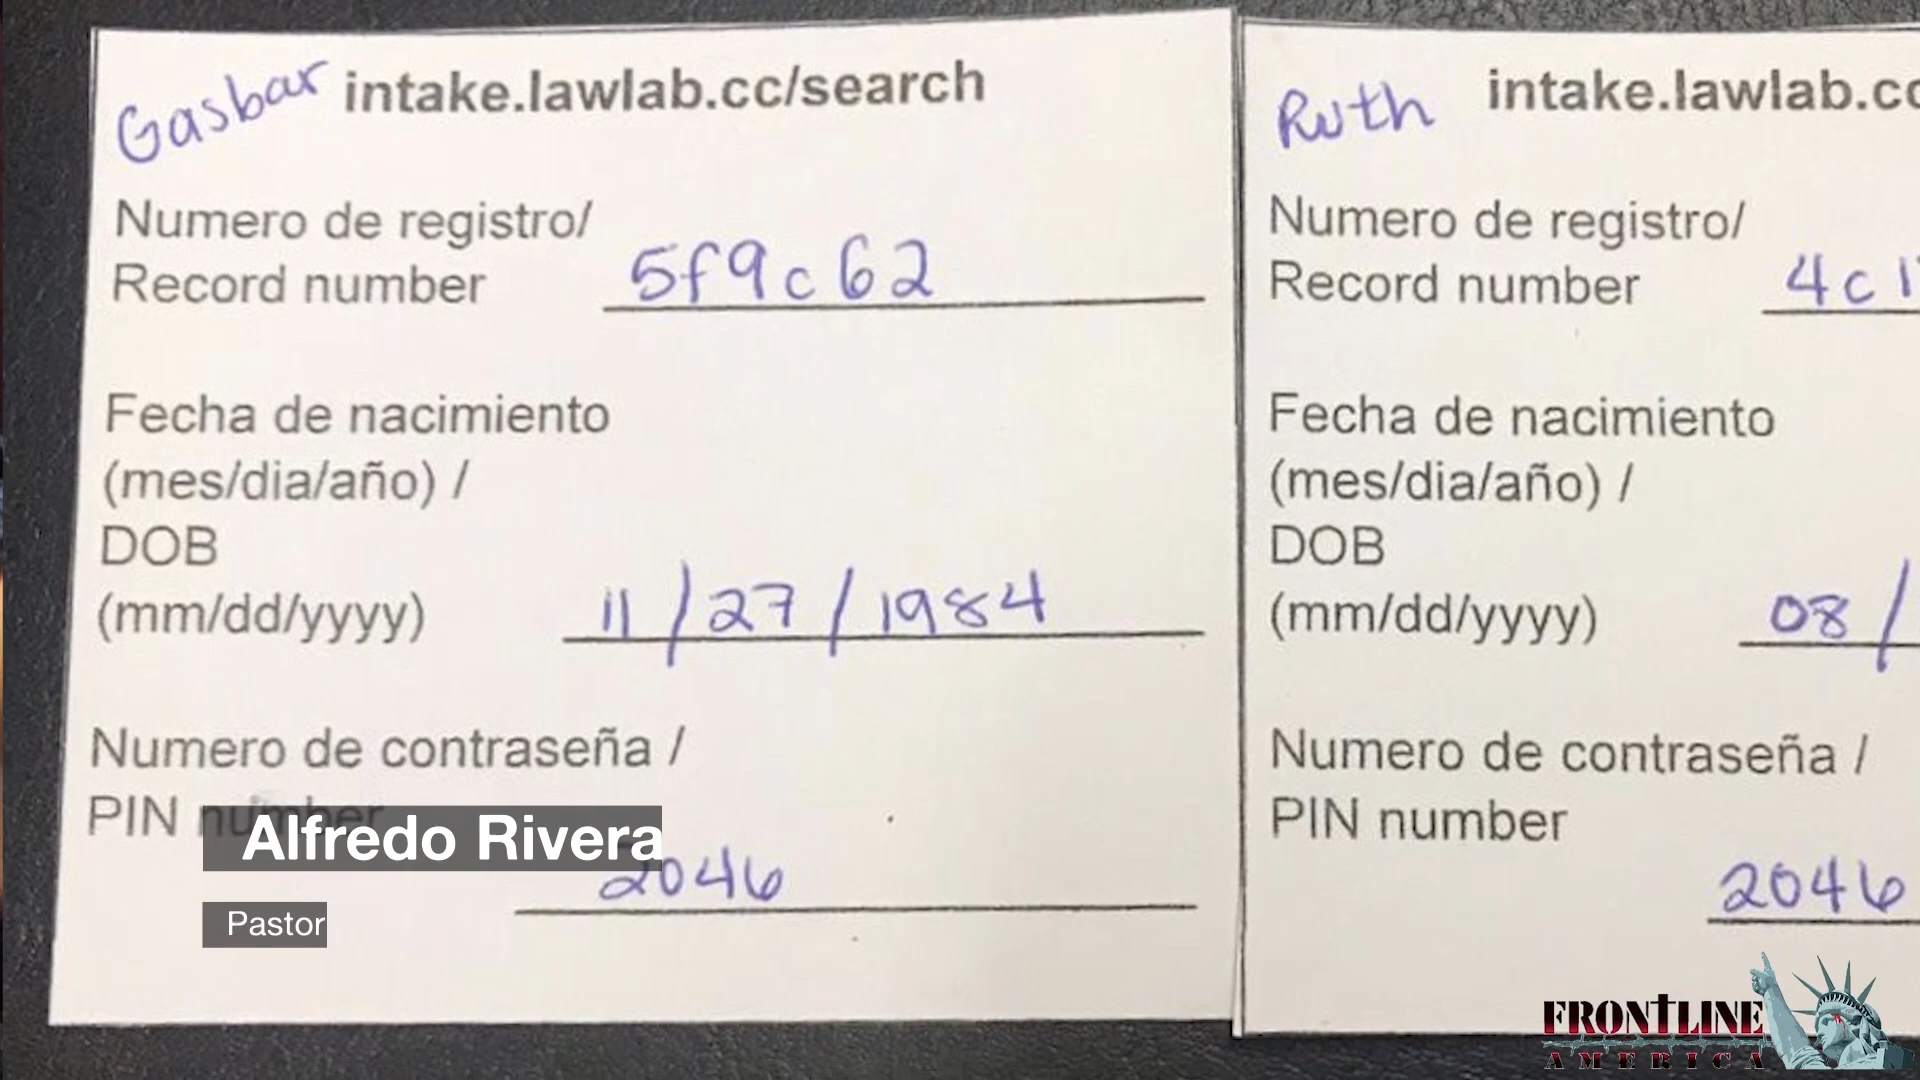 Gasbar intake.lawlab.cc/search
Numero de registro/
Record number 5f9c62
Fecha de nacimiento
(mes/dia/año) /
DOB
(mm/dd/yyyy) 11/27/1984
Numero de contraseña /
PIN number
2046
Ruth intake.lawlab.cc
Numero de registro/
Record number 4c1
Fecha de nacimiento
(mes/dia/año) /
DOB
(mm/dd/yyyy) 08/
Numero de contraseña /
PIN number
2046
Alfredo Rivera
Pastor
FRONTLINE
AMERICA